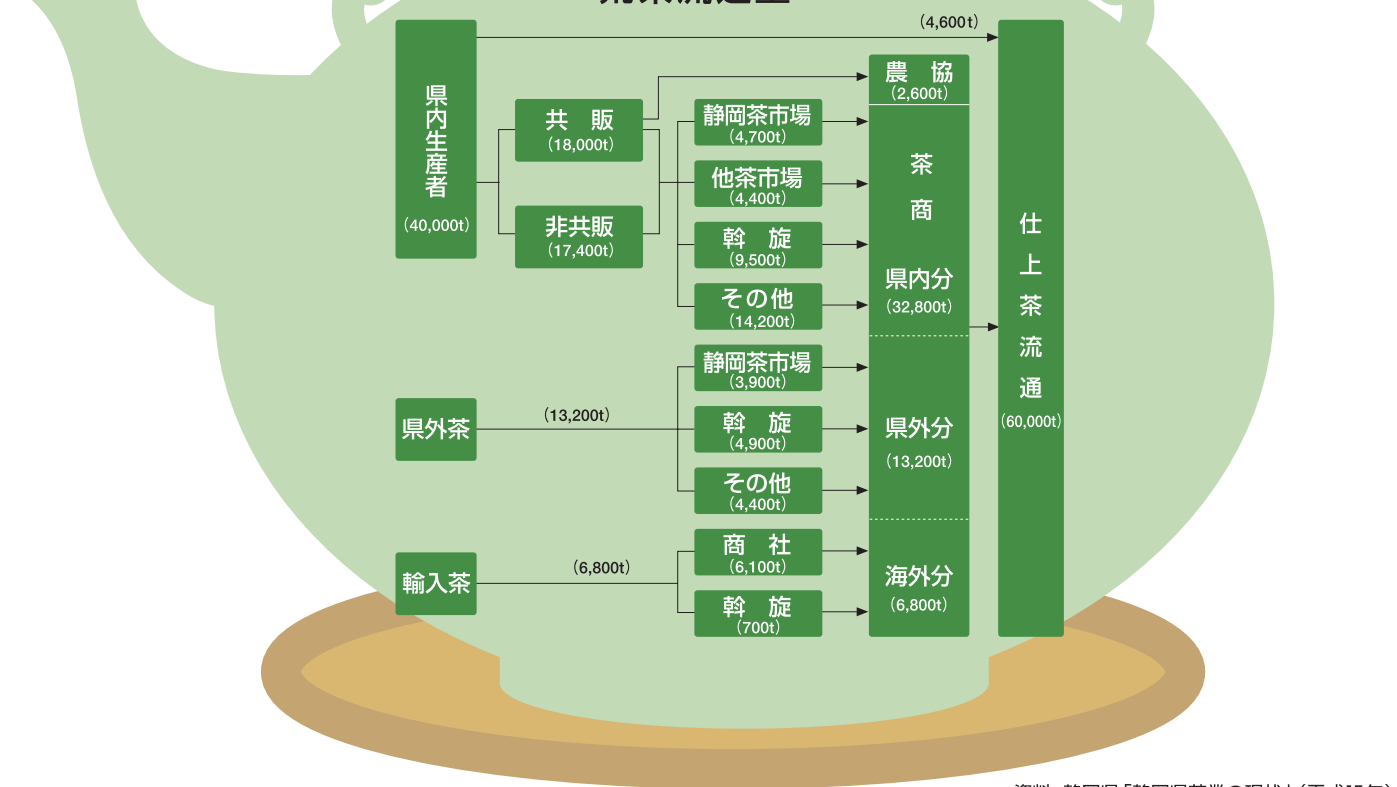 (4,600t)
県内生産者
(40,000t)
共 販
(18,000t)
非共販
(17,400t)
静岡茶市場
(4,700t)
他茶市場
(4,400t)
斡 旋
(9,500t)
その他
(14,200t)
農 協
(2,600t)
茶商
県内分
(32,800t)
県外茶
(13,200t)
静岡茶市場
(3,900t)
斡 旋
(4,900t)
その他
(4,400t)
県外分
(13,200t)
輸入茶
(6,800t)
商 社
(6,100t)
斡 旋
(700t)
海外分
(6,800t)
仕上茶流通
(60,000t)